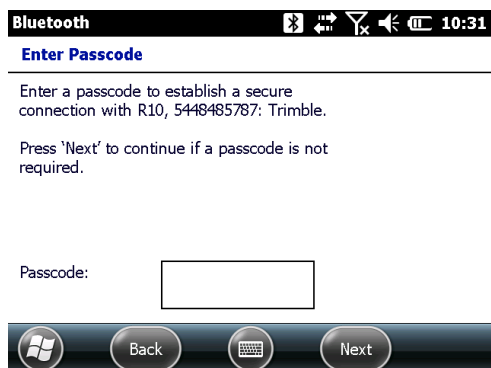 Bluetooth 10:31
Enter Passcode
Enter a passcode to establish a secure
connection with R10, 5448485787: Trimble.
Press ‘Next’ to continue if a passcode is not
required.
Passcode:
Back Next